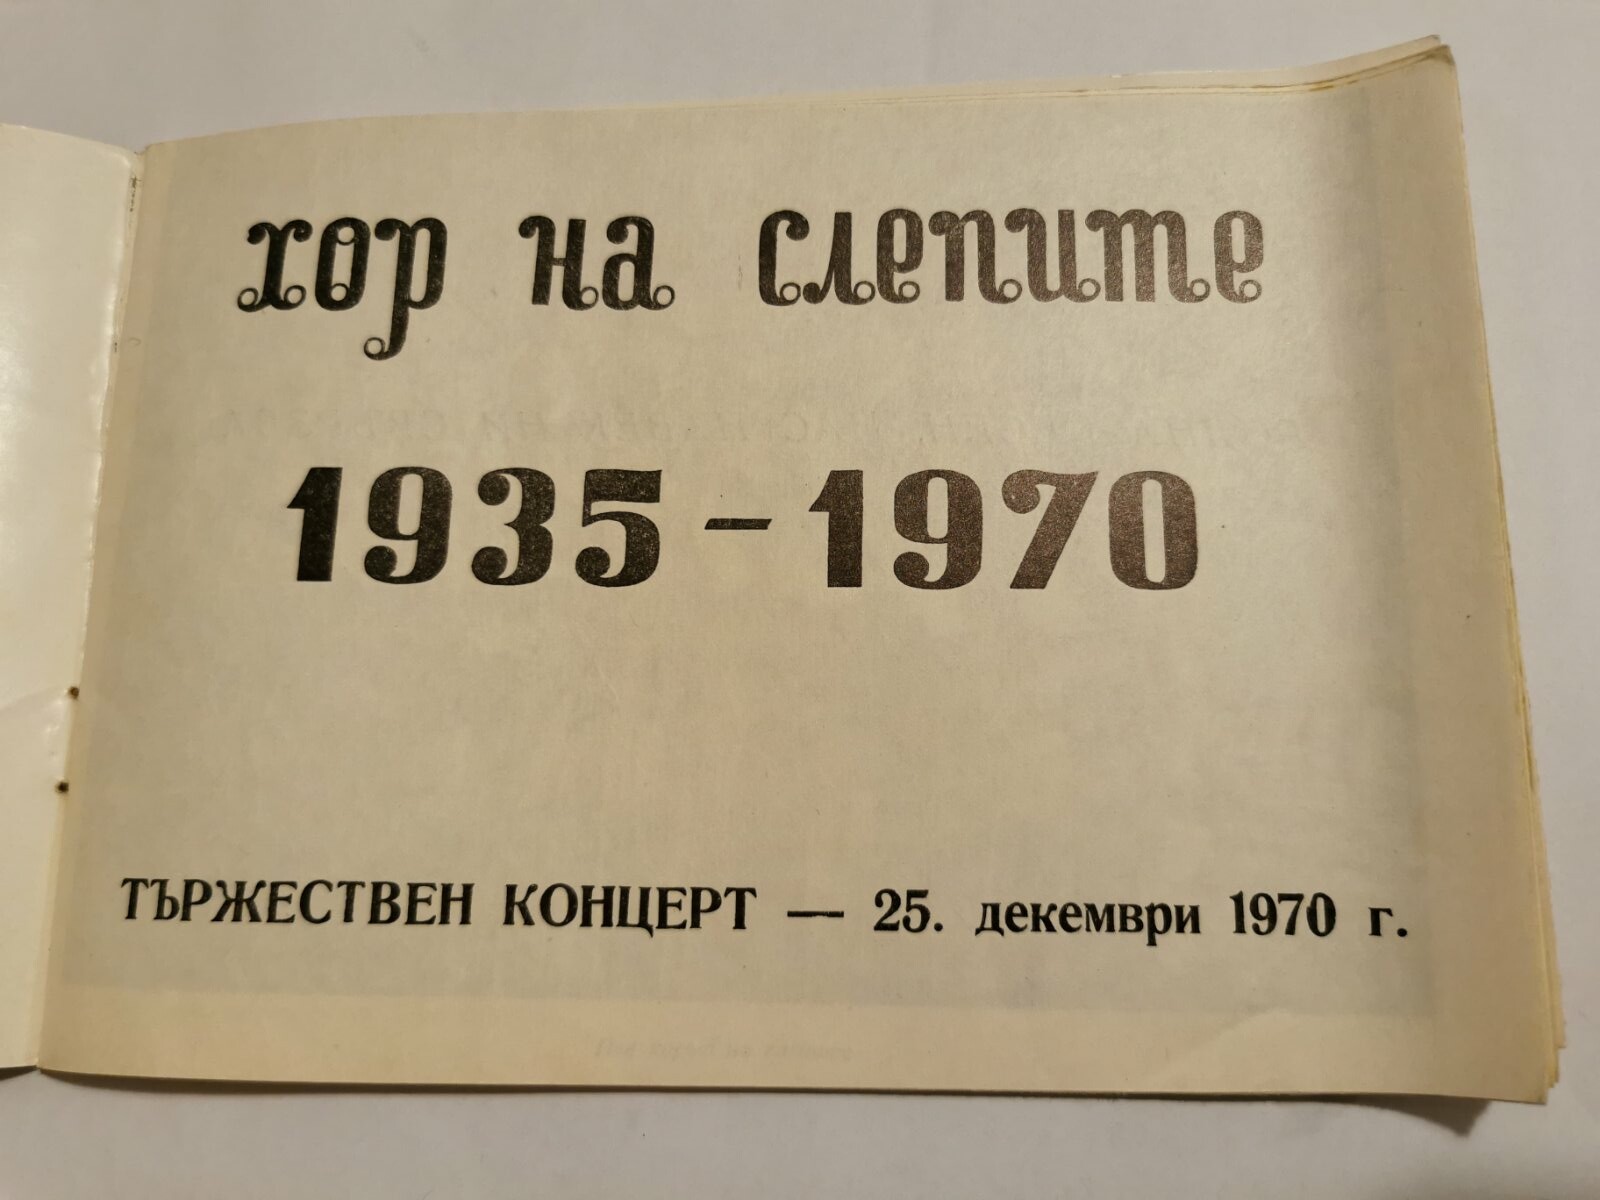 хор на слепите
1935 - 1970
ТЪРЖЕСТВЕН КОНЦЕРТ — 25. декември 1970 г.